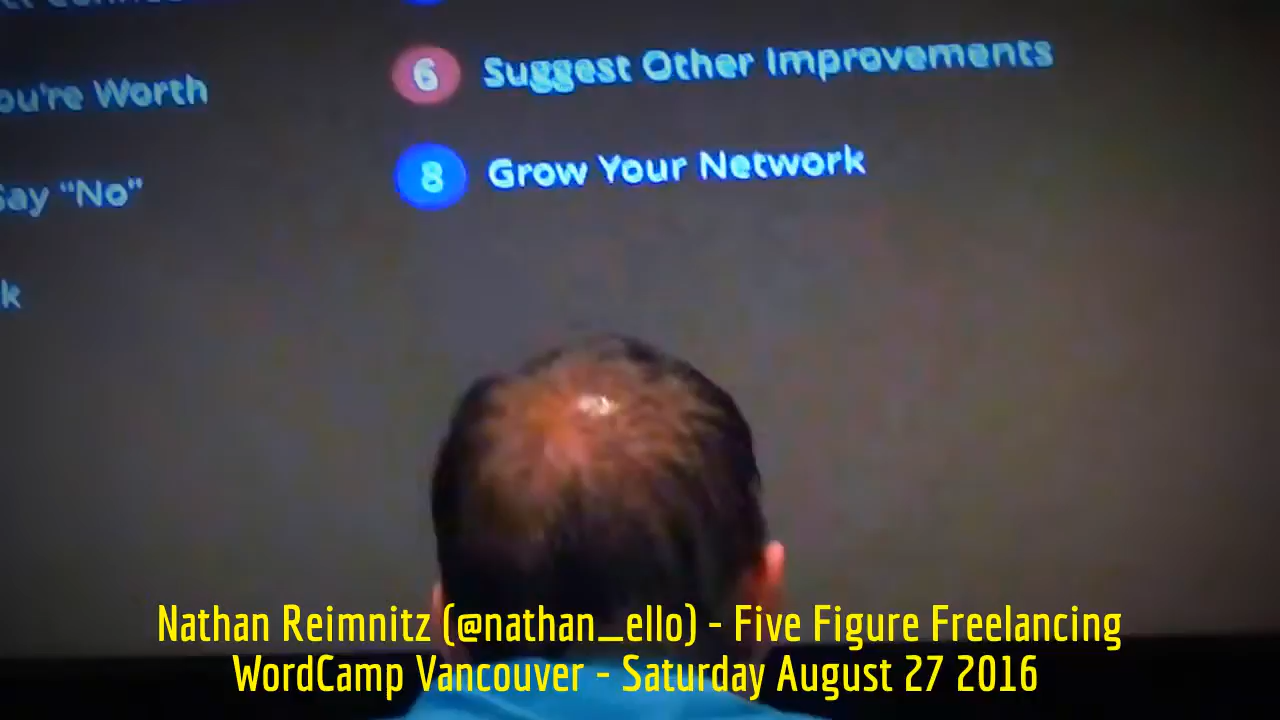 ou're Worth
Say “No”
k
6 Suggest Other Improvements
8 Grow Your Network
Nathan Reimnitz (@nathan_ello) - Five Figure Freelancing
WordCamp Vancouver - Saturday August 27 2016